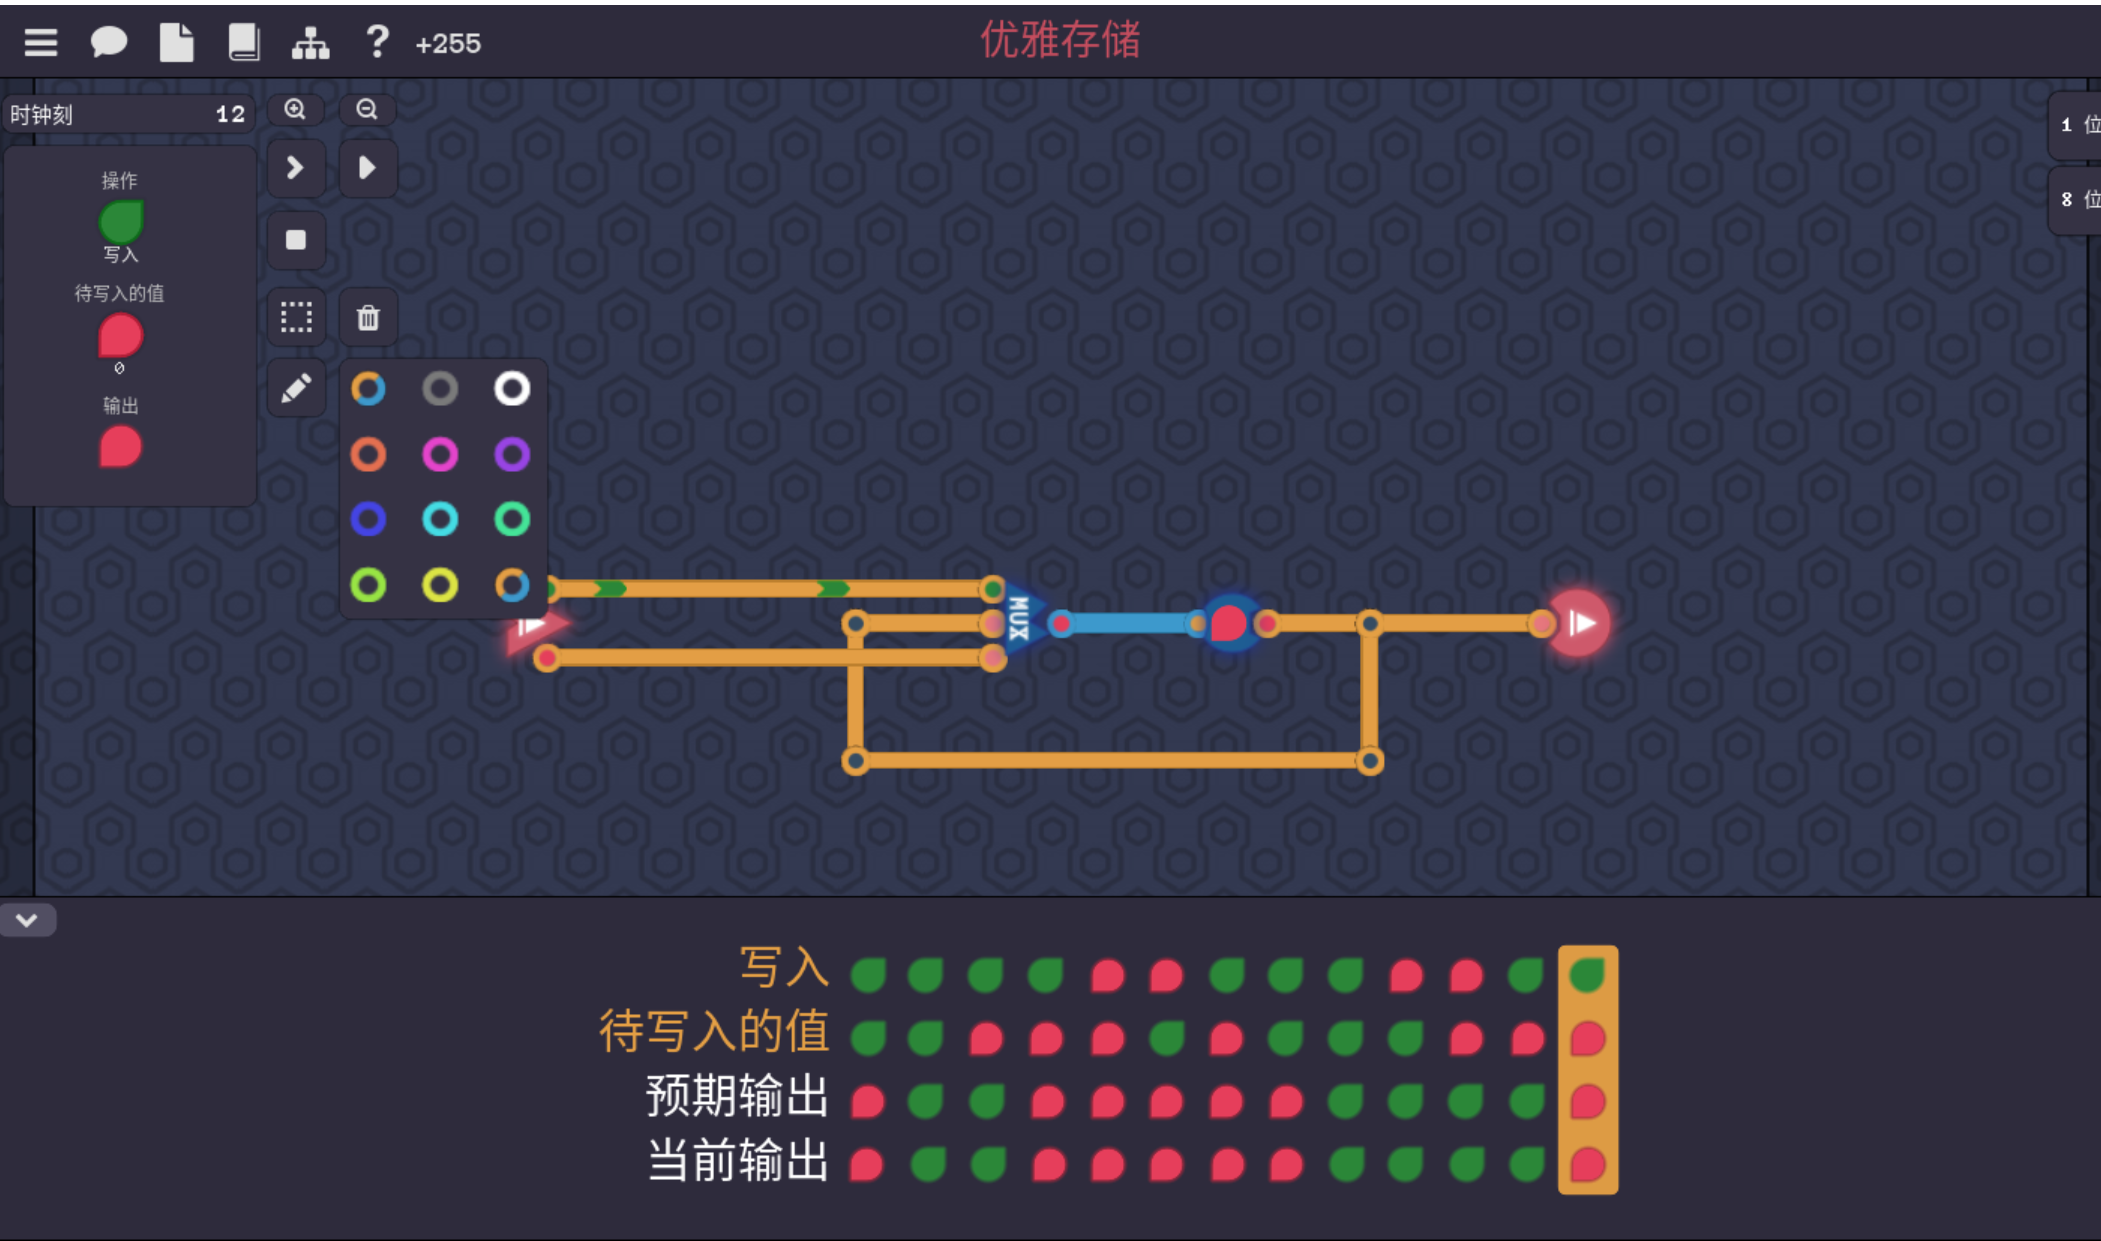 +255
优雅存储
时钟刻 12
操作
写入
待写入的值
0
输出
1 位
8 位
MUX
写入
待写入的值
预期输出
当前输出